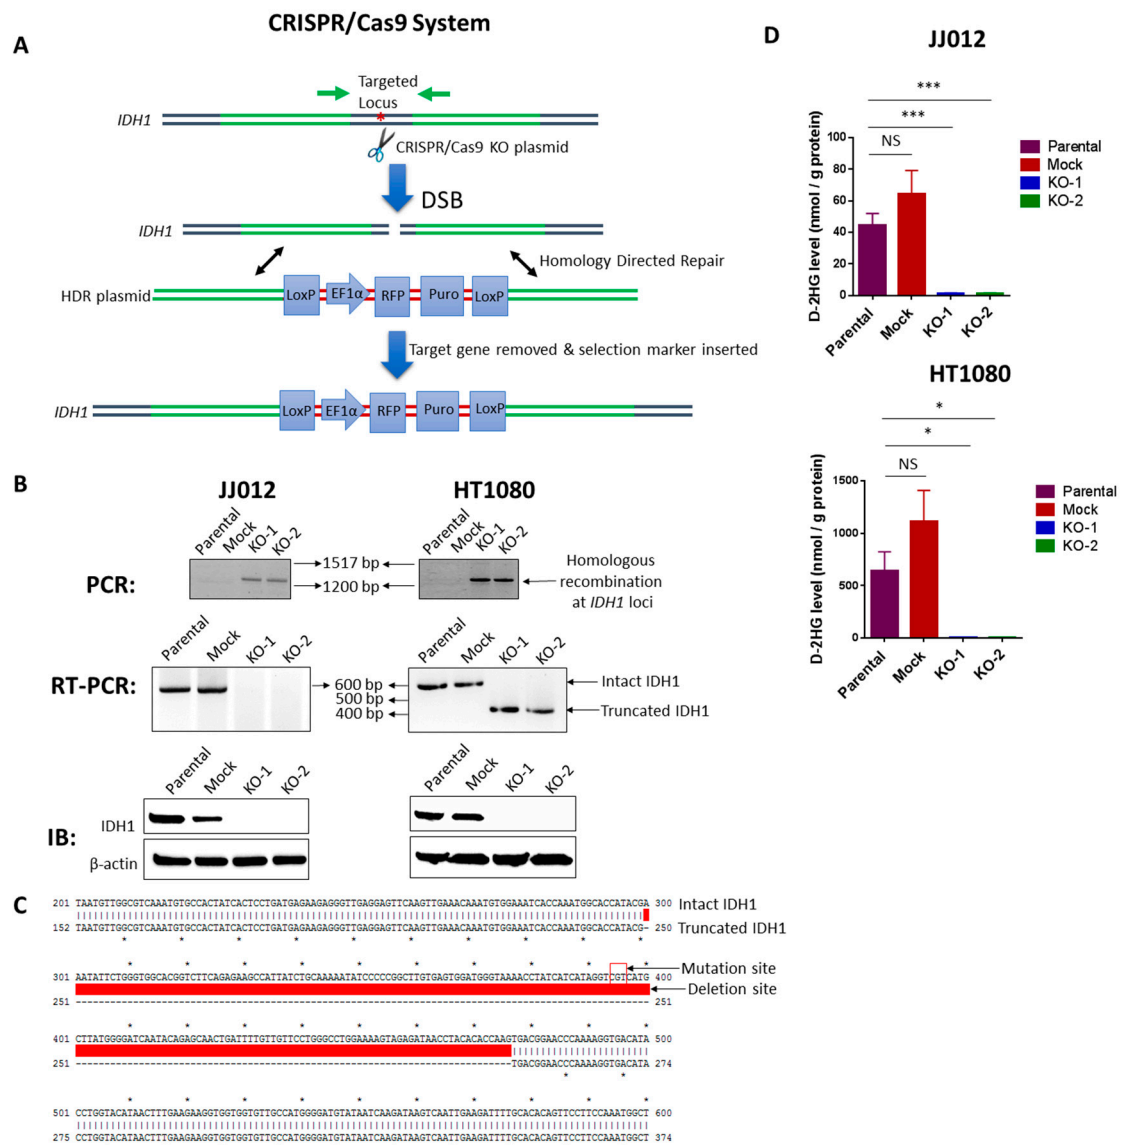 CRISPR/Cas9 System
A
Targeted
Locus
*
IDH1
CRISPR/Cas9 KO plasmid
DSB
IDH1
Homology Directed Repair
HDR plasmid
LoxP EF1α RFP Puro LoxP
Target gene removed & selection marker inserted
IDH1
LoxP EF1α RFP Puro LoxP
B
JJ012 HT1080
Parental Mock KO-1 KO-2
Parental Mock KO-1 KO-2
PCR:
1517 bp
1200 bp
Homologous
recombination
at IDH1 loci
Parental Mock KO-1 KO-2
Parental Mock KO-1 KO-2
RT-PCR:
600 bp
500 bp
400 bp
Intact IDH1
Truncated IDH1
Parental Mock KO-1 KO-2
Parental Mock KO-1 KO-2
IB:
IDH1
β-actin
C
201 TAATGTTGGCGTCAAATGTGCCACTATCACTCCTGATGAGAAGAGGGTTGAGGAGTTCAAGTTGAAACAAATGTGGAAATCACCAAATGGCACCATACGA 300 Intact IDH1
152 TAATGTTGGCGTCAAATGTGCCACTATCACTCCTGATGAGAAGAGGGTTGAGGAGTTCAAGTTGAAACAAATGTGGAAATCACCAAATGGCACCATACG- 250 Truncated IDH1
Mutation site
301 AATATTCTGGGTGGCACGGTCTTCAGAGAAGCCATTATCTGCAAAAATATCCCCCGGCTTGTGAGTGGATGGGTAAAACCTATCATCATAGGTCGTCATG 400
Deletion site
251 ---------------------------------------------------------------------------------------------------- 251
401 CTTATGGGGATCAATACAGAGCAACTGATTTTGTTGTTCCTGGGCCTGGAAAAGTAGAGATAACCTACACACCAAGTGACGGAACCCAAAAGGTGACATA 500
251 ----------------------------------------------------------------------------TGACGGAACCCAAAAGGTGACATA 274
501 CCTGGTACATAACTTTGAAGAAGGTGGTGGTGTTGCCATGGGGATGTATAATCAAGATAAGTCAATTGAAGATTTTGCACACAGTTCCTTCCAAATGGCT 600
275 CCTGGTACATAACTTTGAAGAAGGTGGTGGTGTTGCCATGGGGATGTATAATCAAGATAAGTCAATTGAAGATTTTGCACACAGTTCCTTCCAAATGGCT 374
D
JJ012
***
***
NS
D-2HG level (nmol / g protein)
100
80
60
40
20
0
Parental Mock KO-1 KO-2
Parental
Mock
KO-1
KO-2
HT1080
*
*
NS
D-2HG level (nmol / g protein)
1500
1000
500
0
Parental Mock KO-1 KO-2
Parental
Mock
KO-1
KO-2